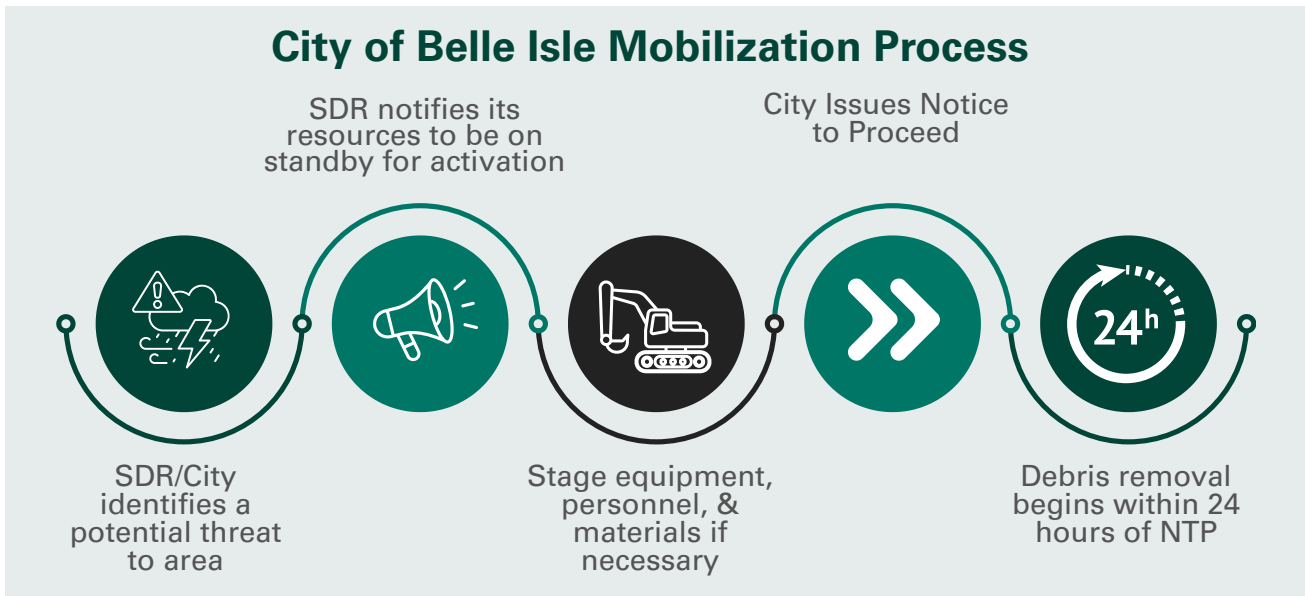 City of Belle Isle Mobilization Process
SDR notifies its
resources to be on
standby for activation
City Issues Notice
to Proceed
24h
SDR/City
identifies a
potential threat
to area
Stage equipment,
personnel, &
materials if
necessary
Debris removal
begins within 24
hours of NTP